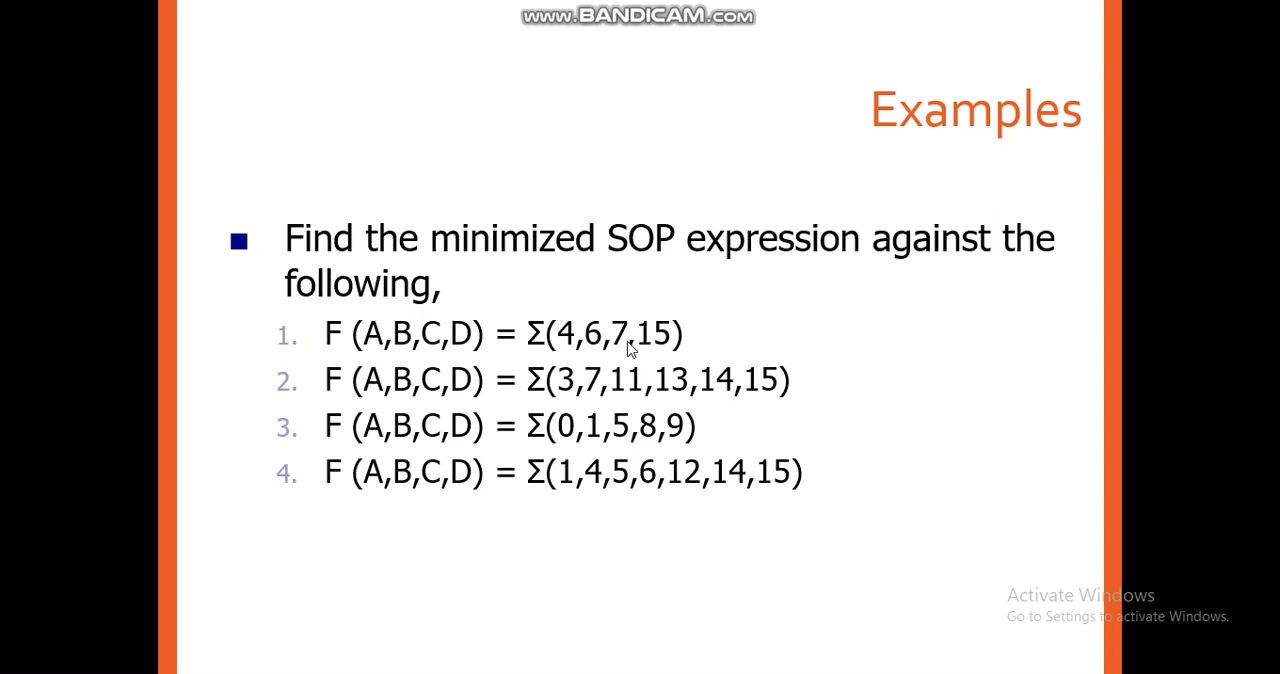 www.BANDICAM.com
Examples
Find the minimized SOP expression against the
following,
1. F (A,B,C,D) = Σ(4,6,7,15)
2. F (A,B,C,D) = Σ(3,7,11,13,14,15)
3. F (A,B,C,D) = Σ(0,1,5,8,9)
4. F (A,B,C,D) = Σ(1,4,5,6,12,14,15)
Activate Windows
Go to Settings to activate Windows.